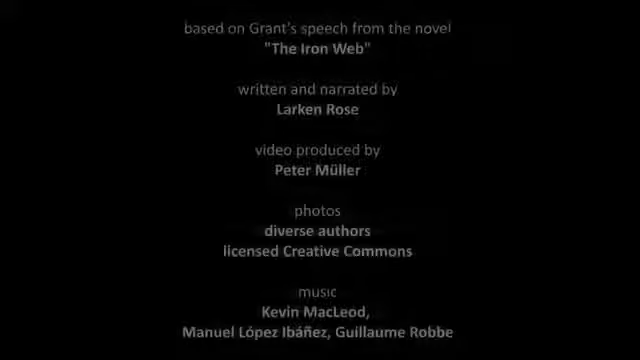 based on Grant's speech from the novel
"The Iron Web"
written and narrated by
Larken Rose
video produced by
Peter Müller
photos
diverse authors
licensed Creative Commons
music
Kevin MacLeod,
Manuel López Ibáñez, Guillaume Robbe